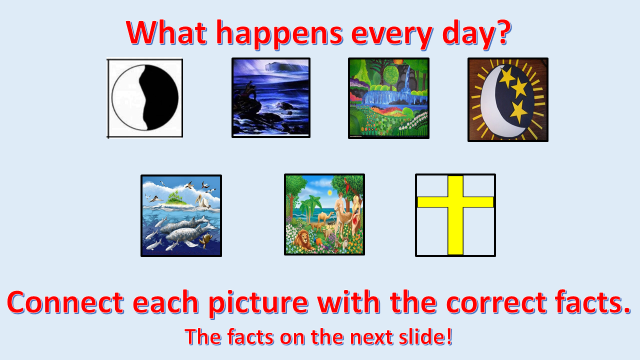 What happens every day?
Connect each picture with the correct facts.
The facts on the next slide!